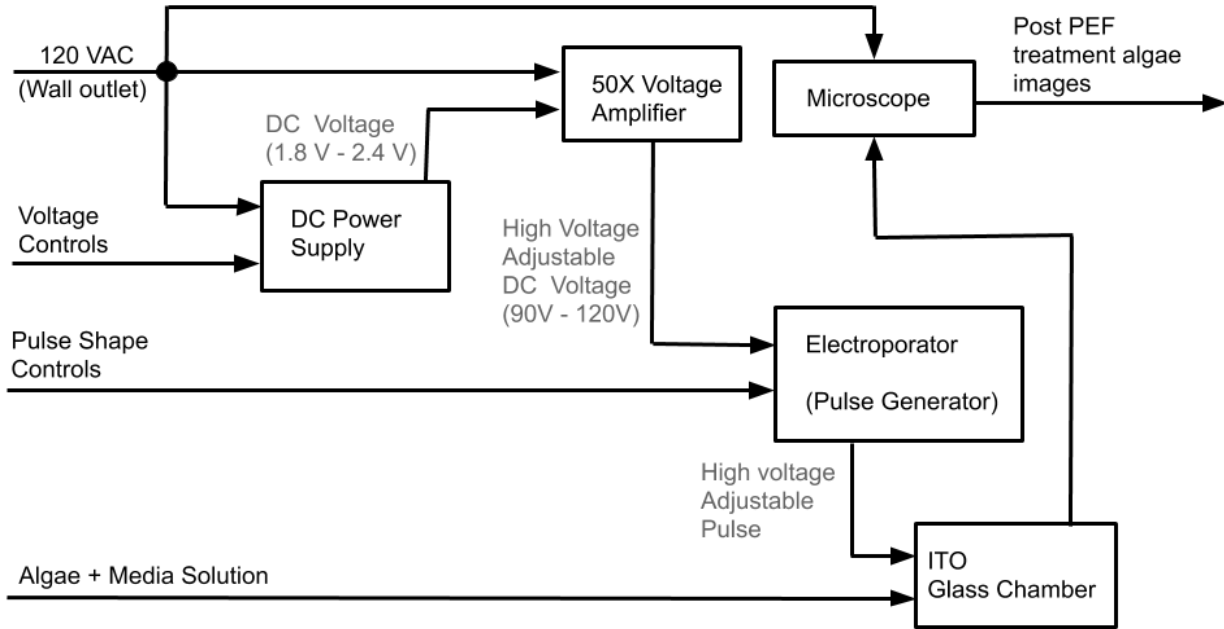 120 VAC
(Wall outlet)
50X Voltage
Amplifier
Microscope
Post PEF
treatment algae
images
DC Voltage
(1.8 V - 2.4 V)
DC Power
Supply
Voltage
Controls
High Voltage
Adjustable
DC Voltage
(90V - 120V)
Pulse Shape
Controls
Electroporator
(Pulse Generator)
High voltage
Adjustable
Pulse
ITO
Glass Chamber
Algae + Media Solution